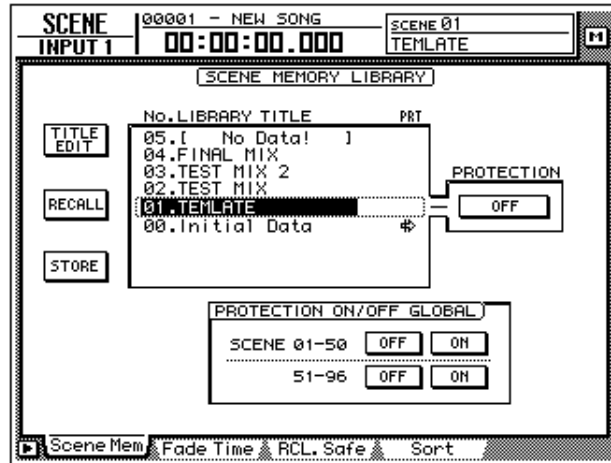 SCENE
INPUT 1
00001 - NEW SONG
00:00:00.000
SCENE 01
TEMLATE
M
SCENE MEMORY LIBRARY
No. LIBRARY TITLE PRT
05.[ No Data! ]
04.FINAL MIX
03.TEST MIX 2
02.TEST MIX
01.TEMLATE
00.Initial Data
TITLE
EDIT
RECALL
STORE
PROTECTION
OFF
PROTECTION ON/OFF GLOBAL
SCENE 01-50 OFF ON
51-96 OFF ON
Scene Mem Fade Time RCL. Safe Sort